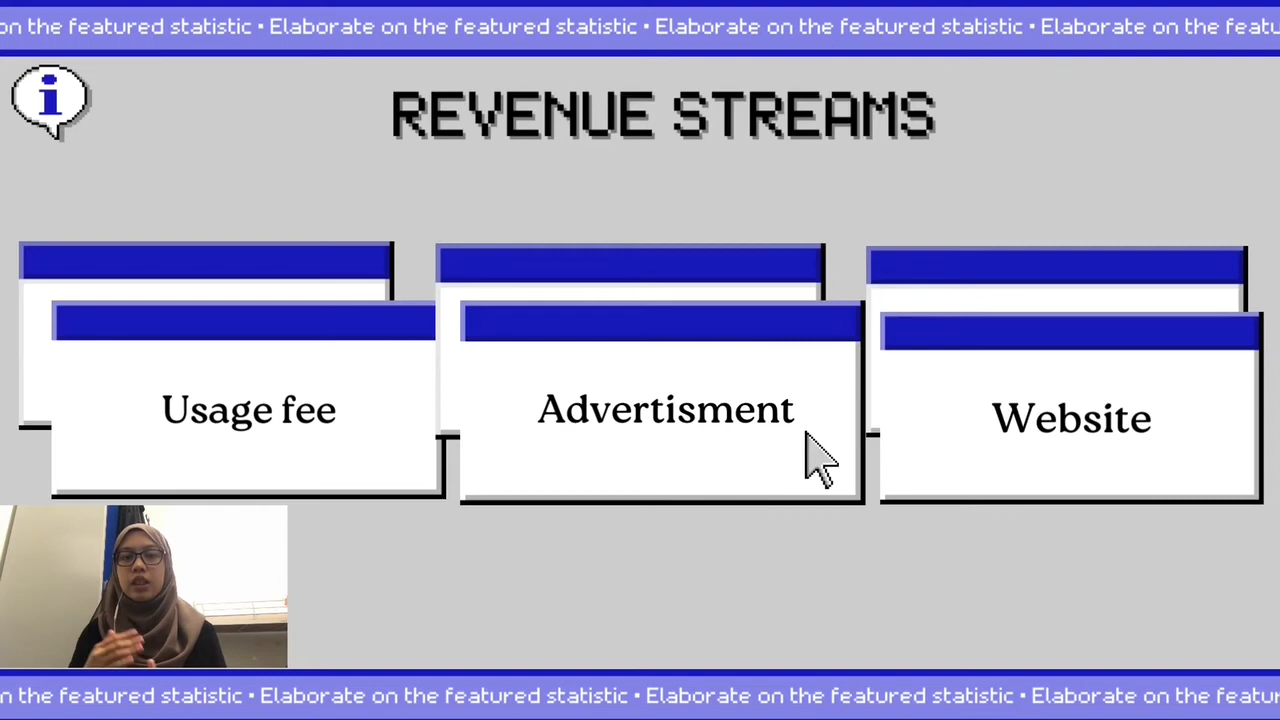 on the featured statistic • Elaborate on the featured statistic • Elaborate on the featured statistic • Elaborate on the featu
i
REVENUE STREAMS
Usage fee
Advertisment
Website
n the featured statistic • Elaborate on the featured statistic • Elaborate on the featured statistic • Elaborate on the featur